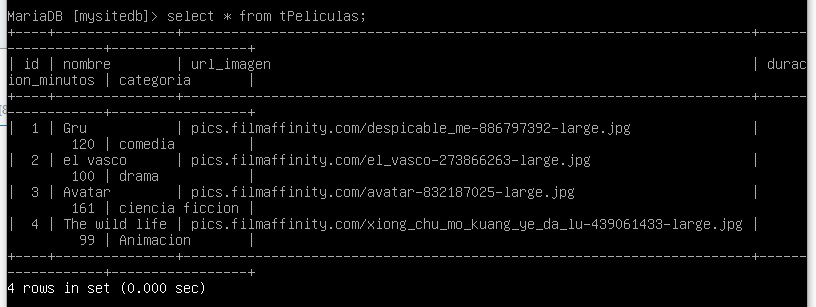 MariaDB [mysitedb]> select * from tPeliculas;
+----+---------------+------------------------------------------------------------------------+------
-------------+------------------+
| id | nombre        | url_imagen                                                             | durac
ion_minutos | categoria        |
+----+---------------+------------------------------------------------------------------------+------
-------------+------------------+
|  1 | Gru           | pics.filmaffinity.com/despicable_me-886797392-large.jpg                |
        120 | comedia          |
|  2 | el vasco      | pics.filmaffinity.com/el_vasco-273866263-large.jpg                     |
        100 | drama            |
|  3 | Avatar        | pics.filmaffinity.com/avatar-832187025-large.jpg                       |
        161 | ciencia ficcion |
|  4 | The wild life | pics.filmaffinity.com/xiong_chu_mo_kuang_ye_da_lu-439061433-large.jpg |
         99 | Animacion        |
+----+---------------+------------------------------------------------------------------------+------
-------------+------------------+
4 rows in set (0.000 sec)